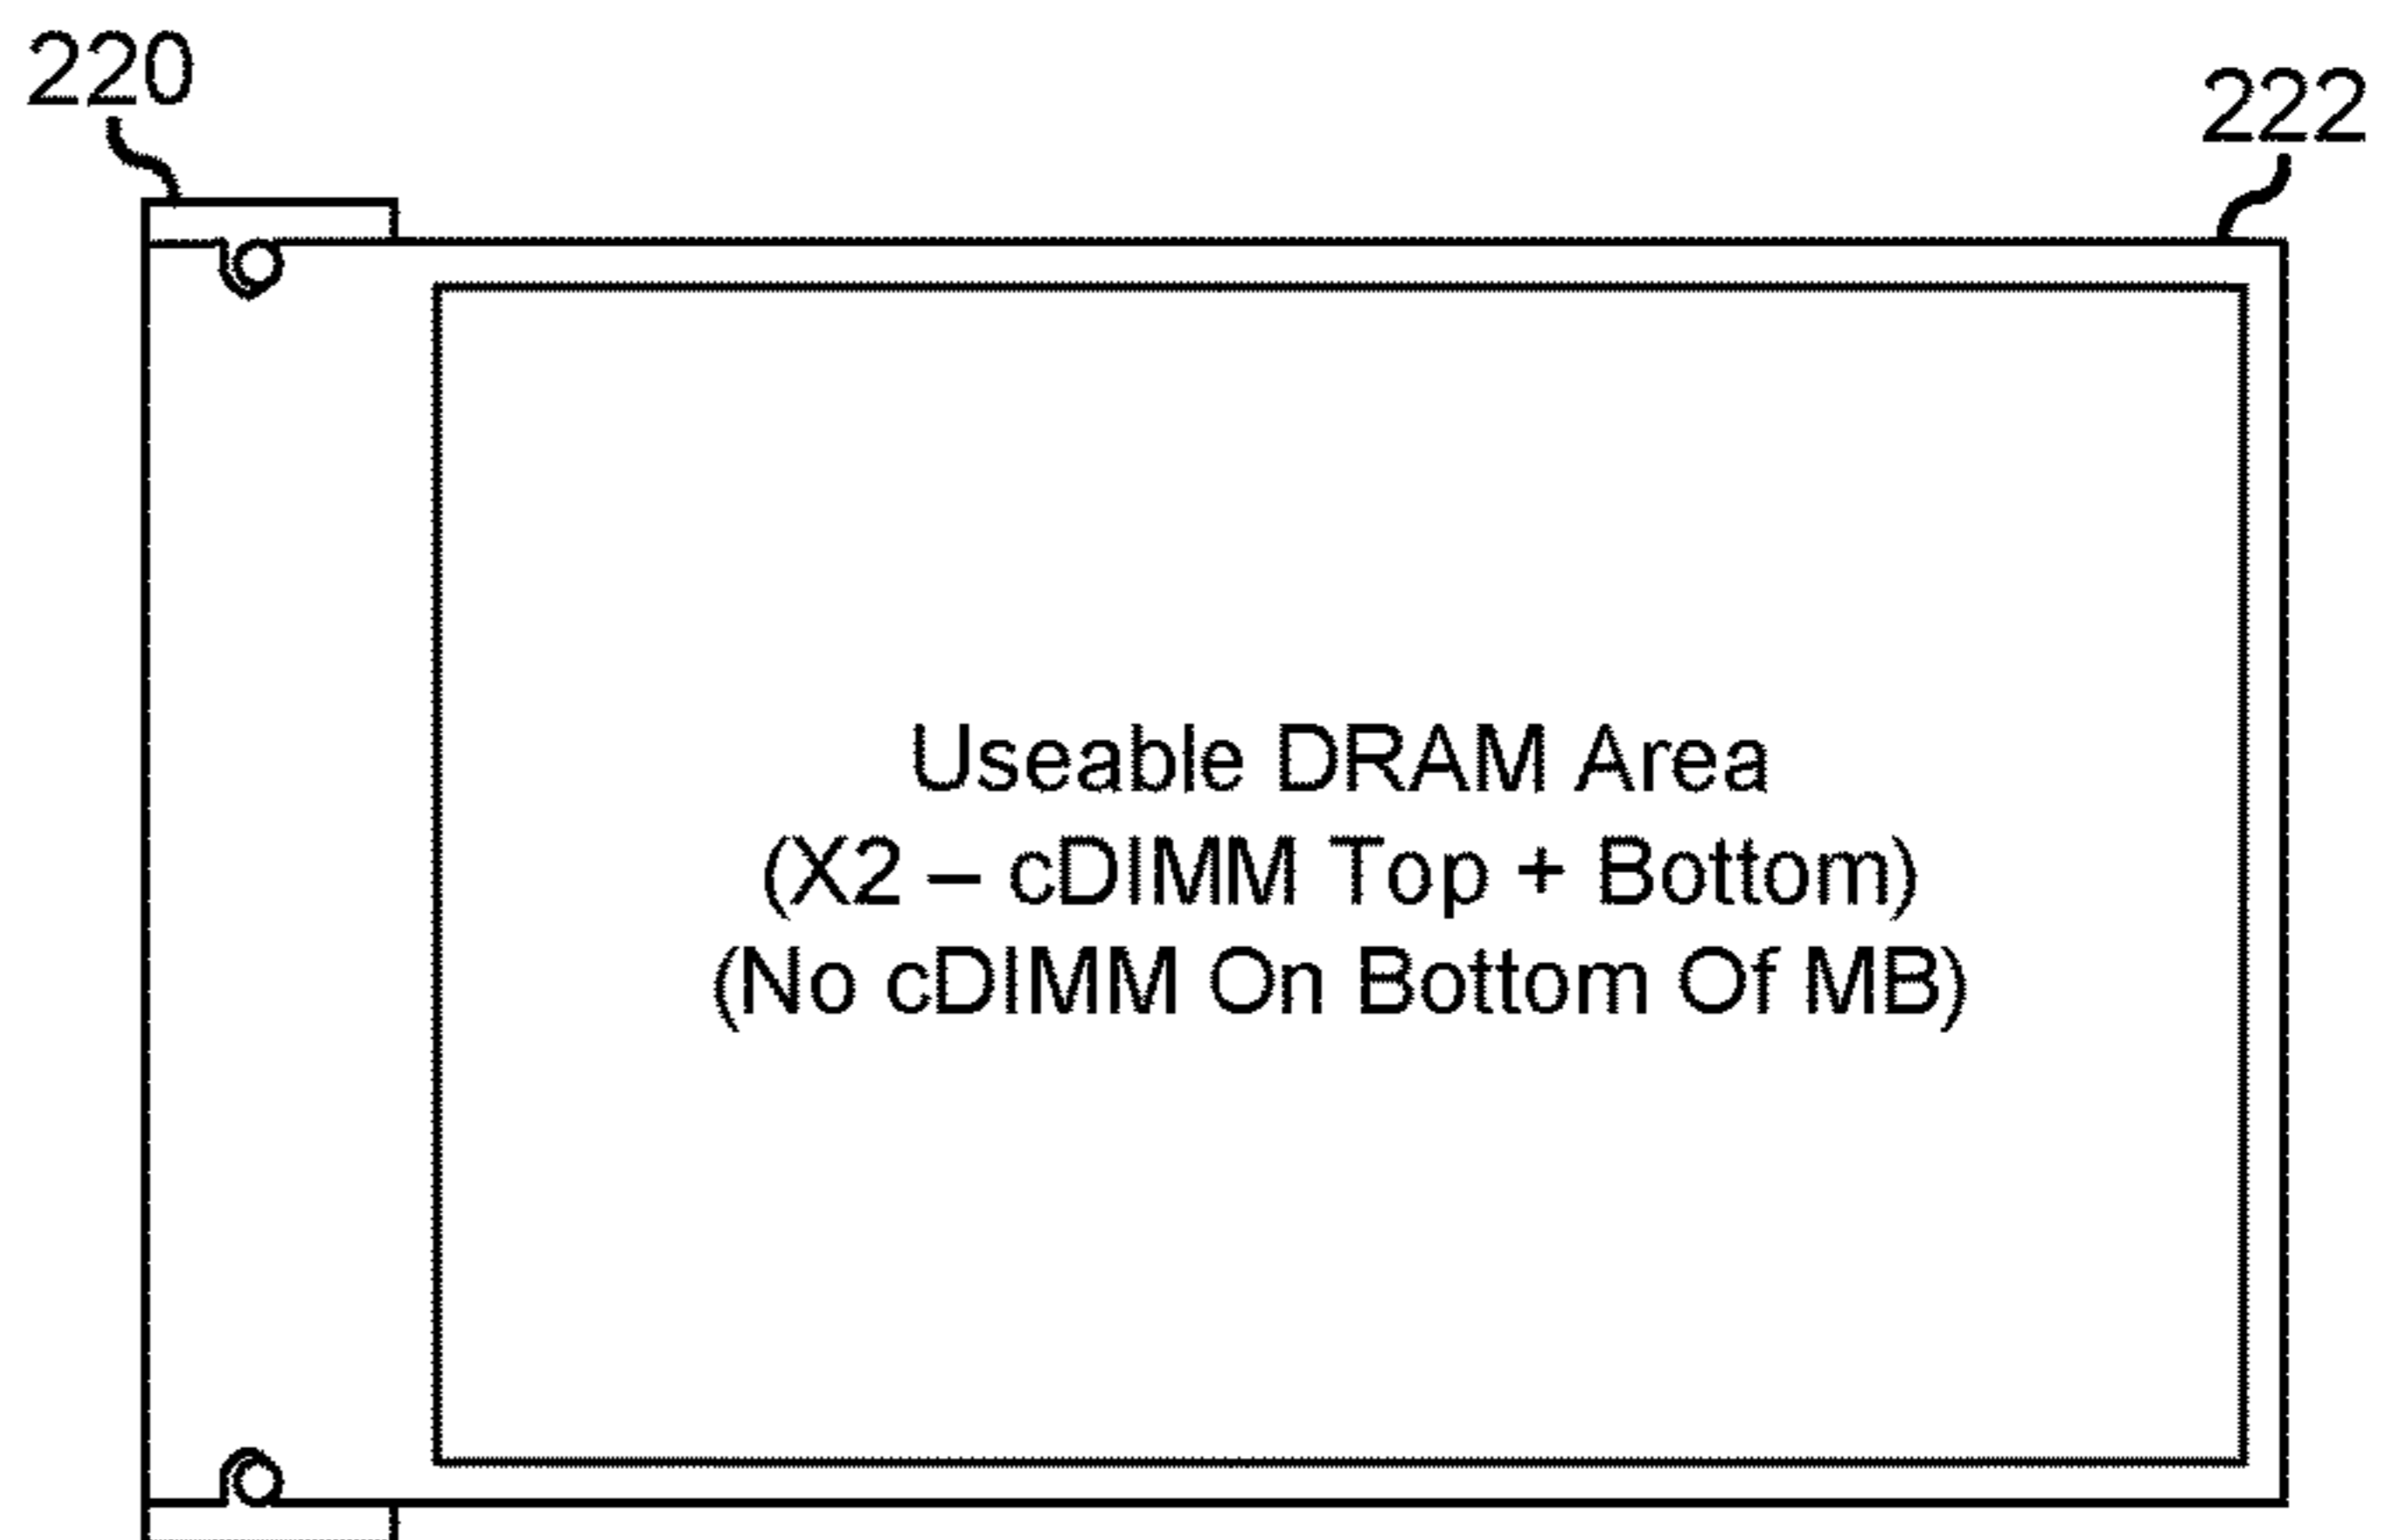 220
222
Useable DRAM Area
(X2 – cDIMM Top + Bottom)
(No cDIMM On Bottom Of MB)